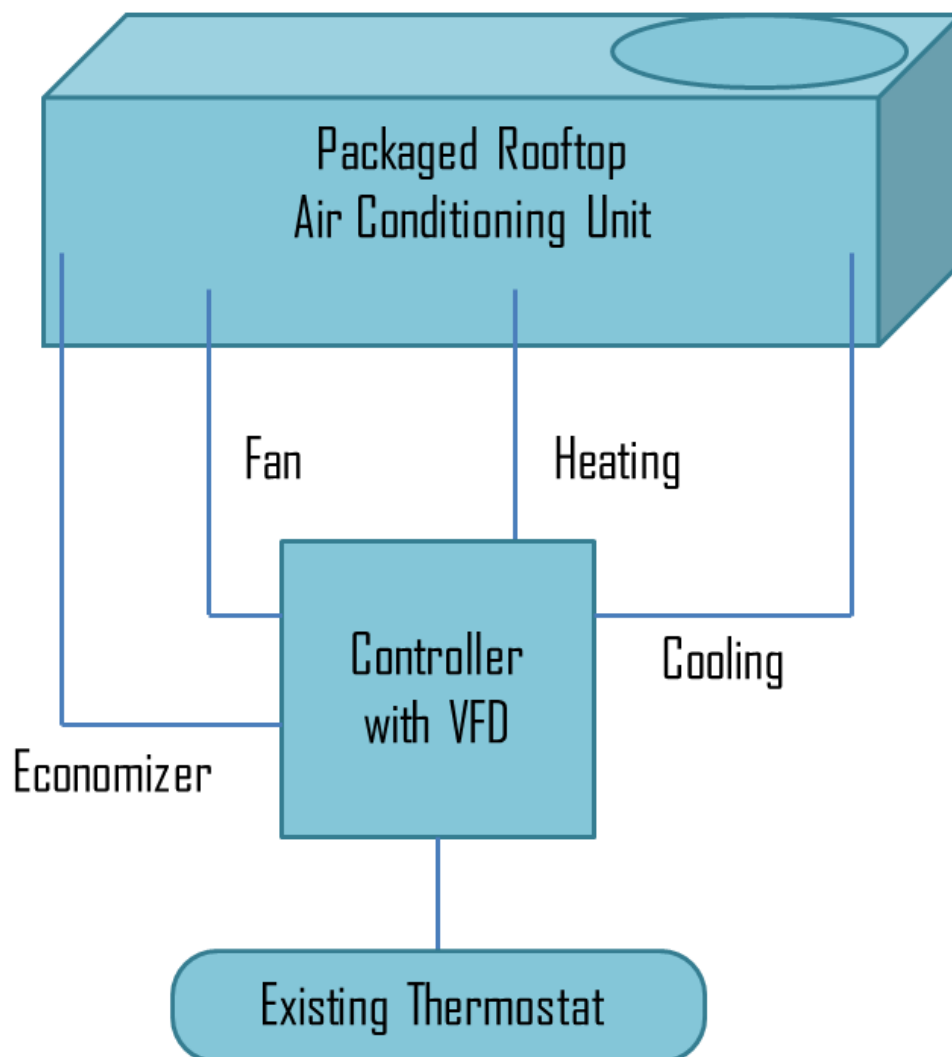 Packaged Rooftop
Air Conditioning Unit
Fan
Heating
Controller
with VFD
Cooling
Economizer
Existing Thermostat